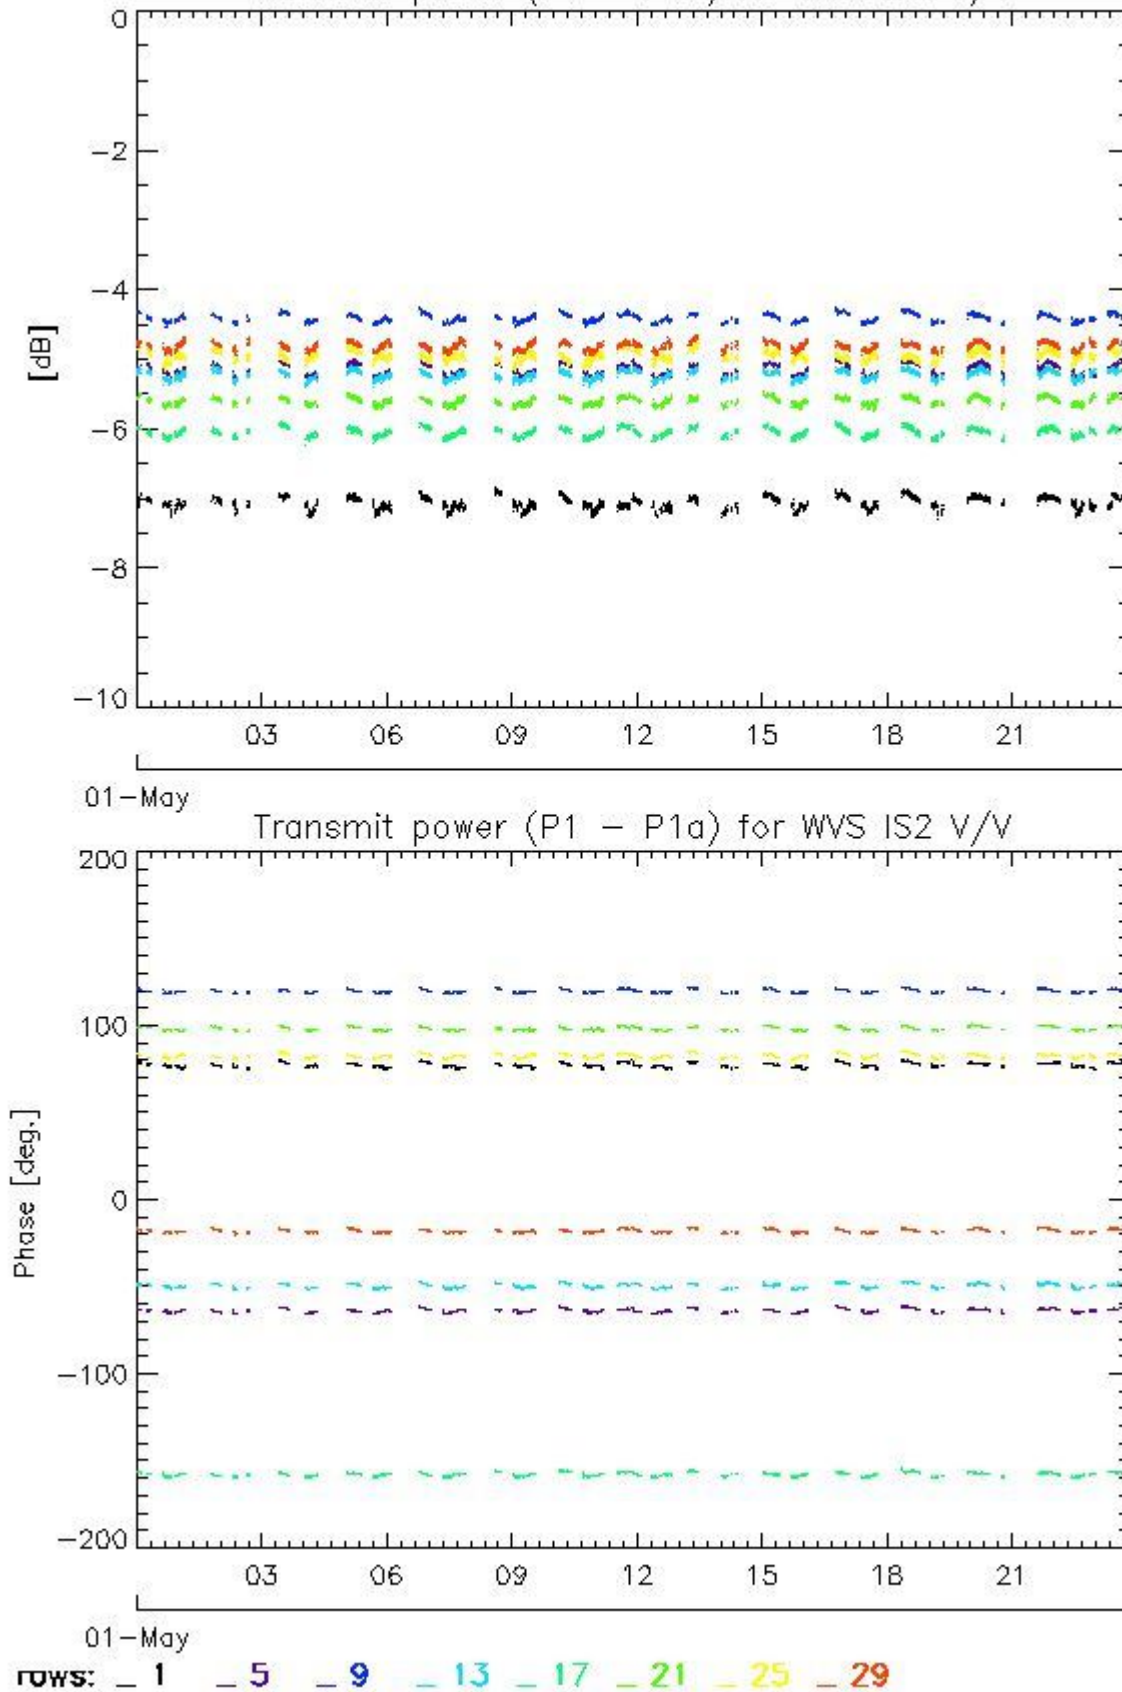 0
−2
−4
[dB]
−6
−8
−10
03 06 09 12 15 18 21
01−May
Transmit power (P1 − P1a) for WVS IS2 V/V
200
100
Phase [deg.]
0
−100
−200
03 06 09 12 15 18 21
01−May
rows: _ 1 _ 5 _ 9 _ 13 _ 17 _ 21 _ 25 _ 29